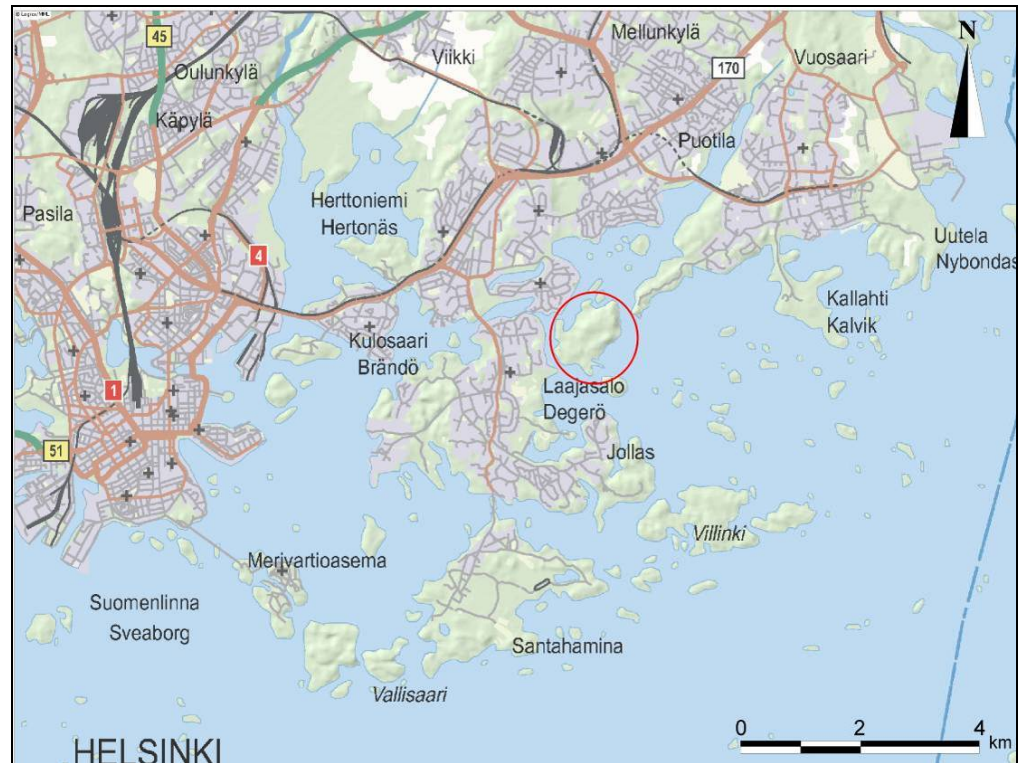 45
Oulunkylä
Viikki
Mellunkylä
170
Vuosaari
N
Käpylä
Puotila
Pasila
Herttoniemi
Hertonäs
4
Uutela
Nybondas
Kallahti
Kalvik
Kulosaari
Brändö
1
Laajasalo
Degerö
51
Jollas
Villinki
Merivartioasema
Suomenlinna
Sveaborg
Santahamina
Vallisaari
HELSINKI
0 2 4
km